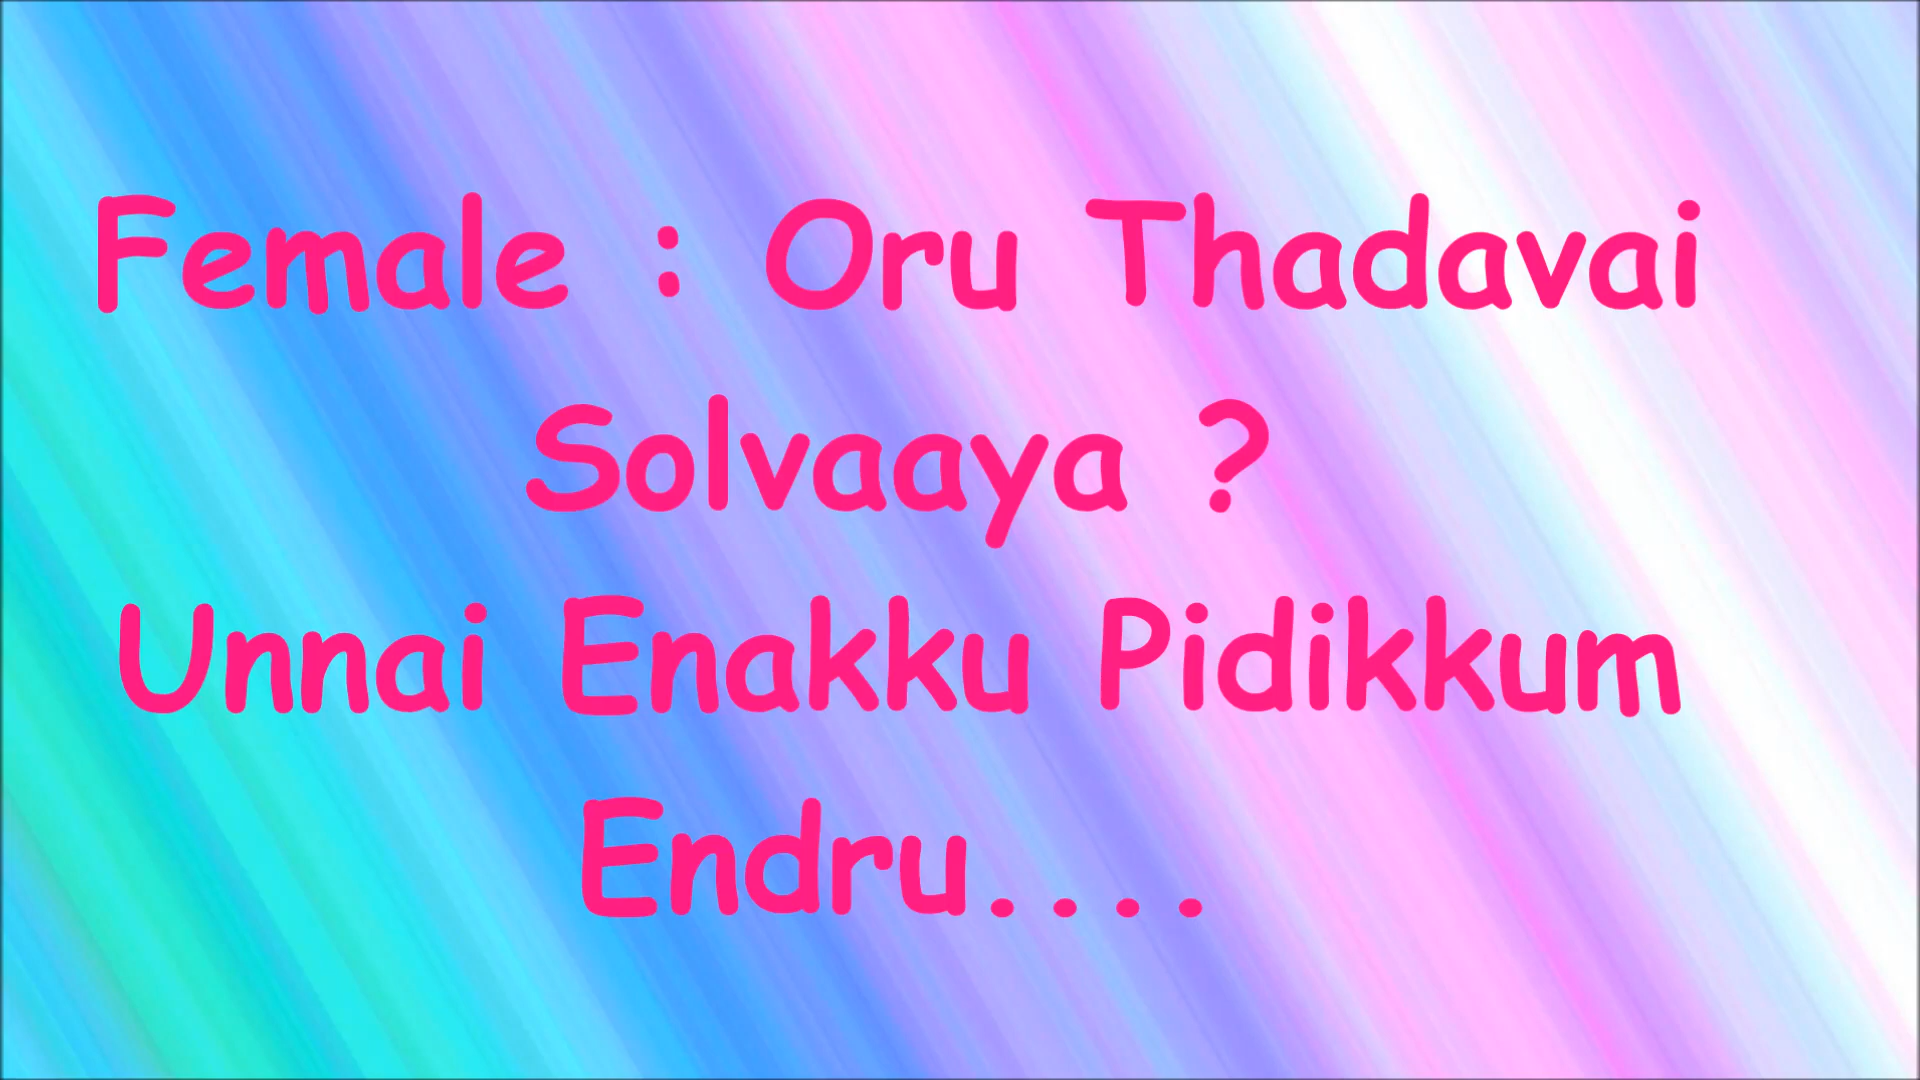 Female : Oru Thadavai
Solvaaya ?
Unnai Enakku Pidikkum
Endru....